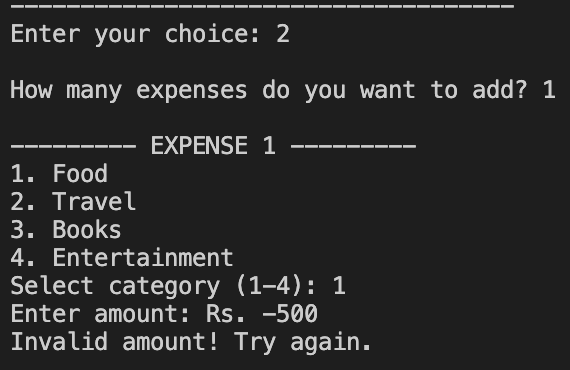 ------------------------------------
Enter your choice: 2
How many expenses do you want to add? 1
--------- EXPENSE 1 ---------
1. Food
2. Travel
3. Books
4. Entertainment
Select category (1-4): 1
Enter amount: Rs. -500
Invalid amount! Try again.